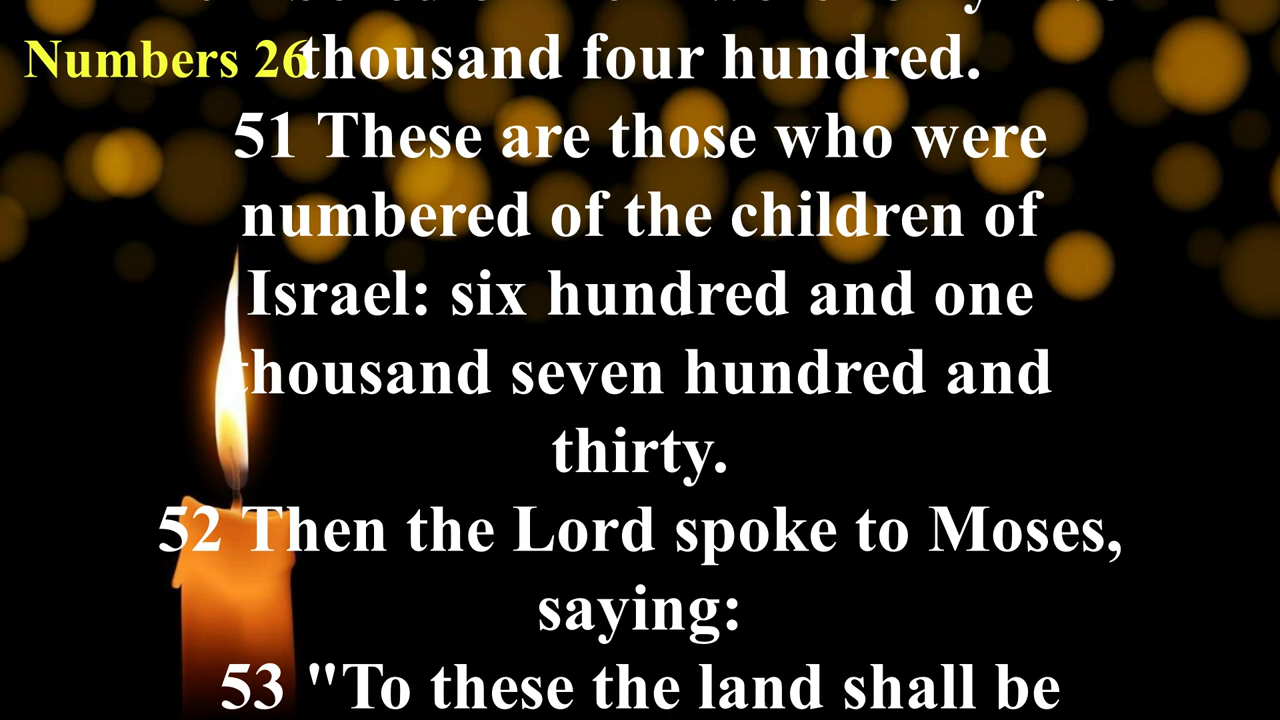 Numbers 26
thousand four hundred.
51 These are those who were
numbered of the children of
Israel: six hundred and one
thousand seven hundred and
thirty.
52 Then the Lord spoke to Moses,
saying:
53 "To these the land shall be